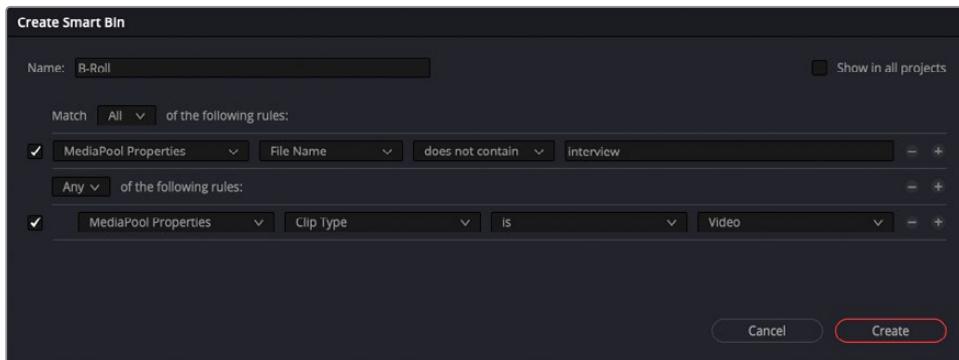 Create Smart Bin
Name: B-Roll Show in all projects
Match All of the following rules:
MediaPool Properties File Name does not contain interview
Any of the following rules:
MediaPool Properties Clip Type is Video
Cancel Create